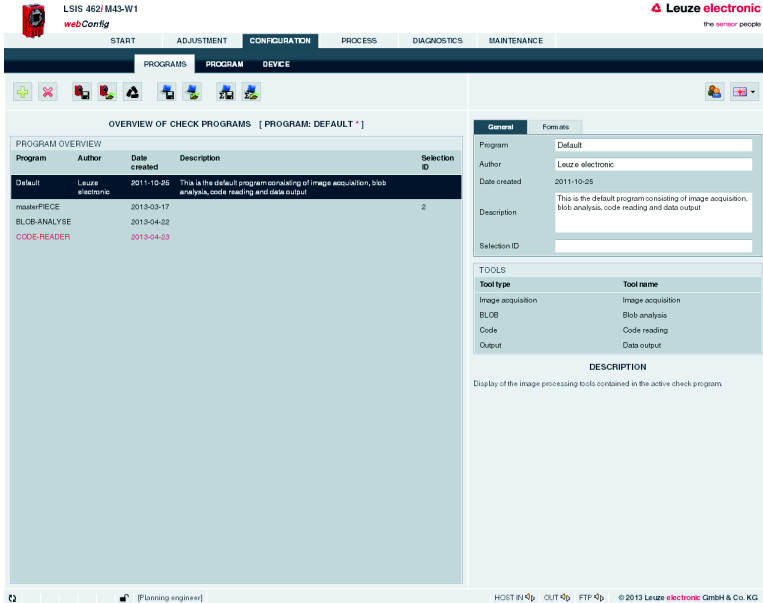 LSIS 462i M43-W1
webConfig
Leuze electronic
the sensor people
START ADJUSTMENT CONFIGURATION PROCESS DIAGNOSTICS MAINTENANCE
PROGRAMS PROGRAM DEVICE
OVERVIEW OF CHECK PROGRAMS [ PROGRAM: DEFAULT * ]
PROGRAM OVERVIEW
Program Author Date created Description Selection ID
Default Leuze electronic 2011-10-25 This is the default program consisting of image acquisition, blob
analysis, code reading and data output
masterPIECE 2013-03-17 2
BLOB-ANALYSE 2013-04-22
CODE-READER 2013-04-23
General Formats
Program Default
Author Leuze electronic
Date created 2011-10-25
Description This is the default program consisting of image acquisition,
blob analysis, code reading and data output
Selection ID
TOOLS
Tool type Tool name
Image acquisition Image acquisition
BLOB Blob analysis
Code Code reading
Output Data output
DESCRIPTION
Display of the image processing tools contained in the active check program.
[Planning engineer] HOST IN OUT FTP © 2013 Leuze electronic GmbH & Co. KG